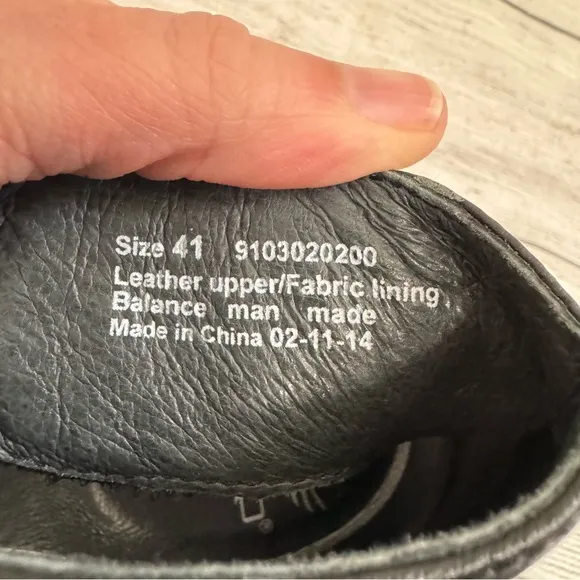 Size 41 9103020200
Leather upper/Fabric lining,
Balance man made
Made in China 02-11-14